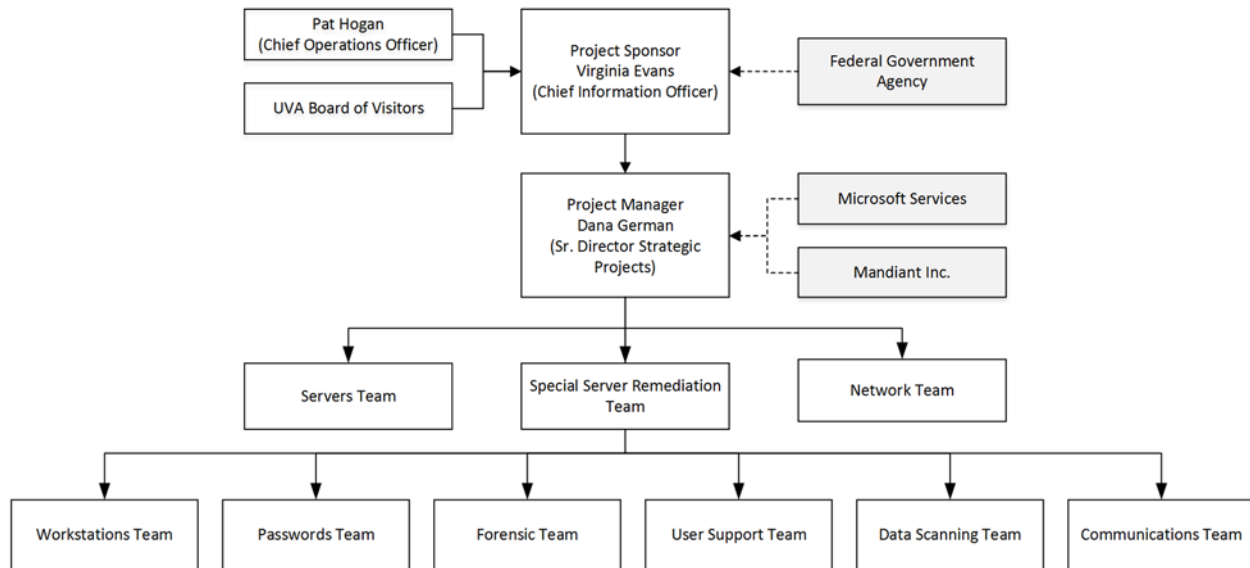 Pat Hogan
(Chief Operations Officer)
UVA Board of Visitors
Project Sponsor
Virginia Evans
(Chief Information Officer)
Federal Government
Agency
Project Manager
Dana German
(Sr. Director Strategic
Projects)
Microsoft Services
Mandiant Inc.
Servers Team
Special Server Remediation
Team
Network Team
Workstations Team
Passwords Team
Forensic Team
User Support Team
Data Scanning Team
Communications Team